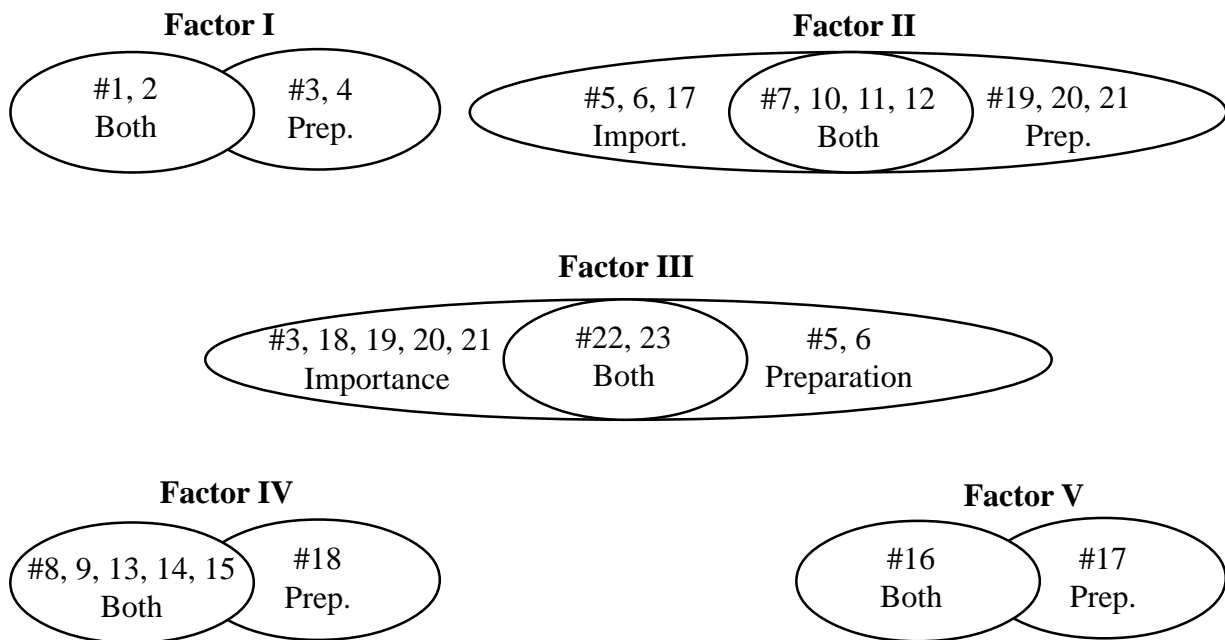 Factor I
#1, 2
Both
#3, 4
Prep.
Factor II
#5, 6, 17
Import.
#7, 10, 11, 12
Both
#19, 20, 21
Prep.
Factor III
#3, 18, 19, 20, 21
Importance
#22, 23
Both
#5, 6
Preparation
Factor IV
#8, 9, 13, 14, 15
Both
#18
Prep.
Factor V
#16
Both
#17
Prep.